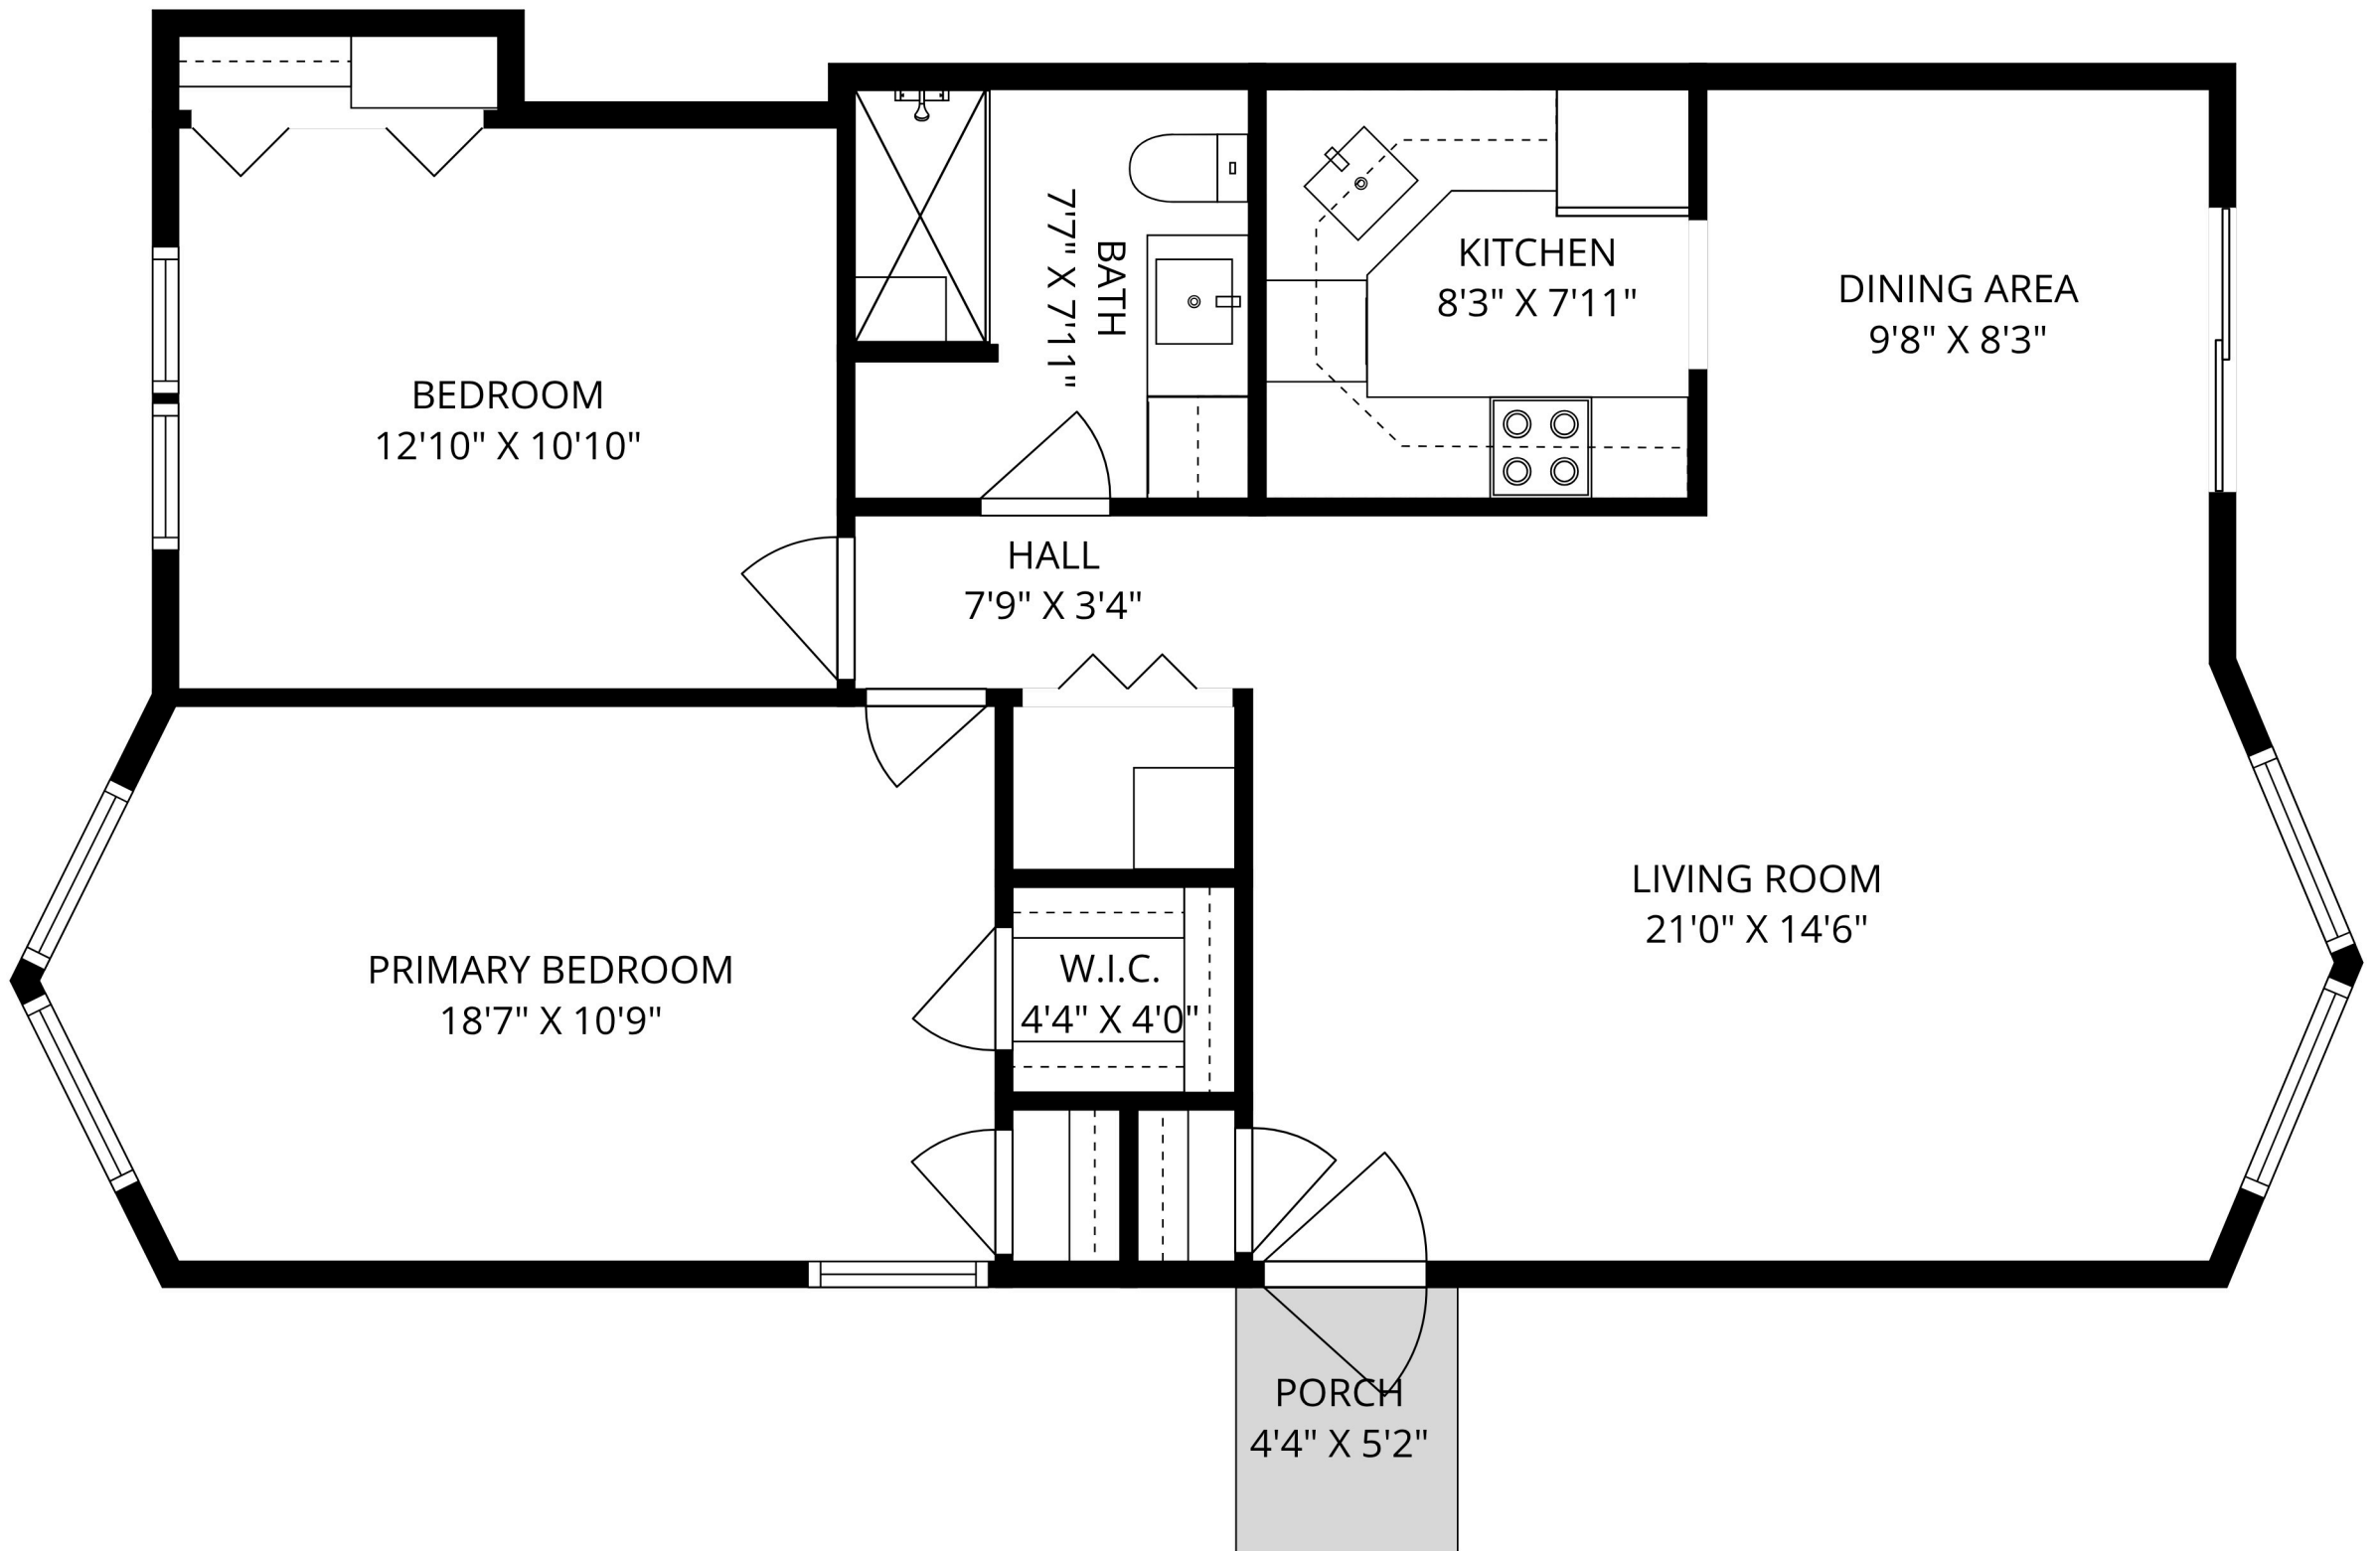 BATH
7'7" X 7'11"
KITCHEN
8'3" X 7'11"
DINING AREA
9'8" X 8'3"
BEDROOM
12'10" X 10'10"
HALL
7'9" X 3'4"
LIVING ROOM
21'0" X 14'6"
PRIMARY BEDROOM
18'7" X 10'9"
W.I.C.
4'4" X 4'0"
PORCH
4'4" X 5'2"